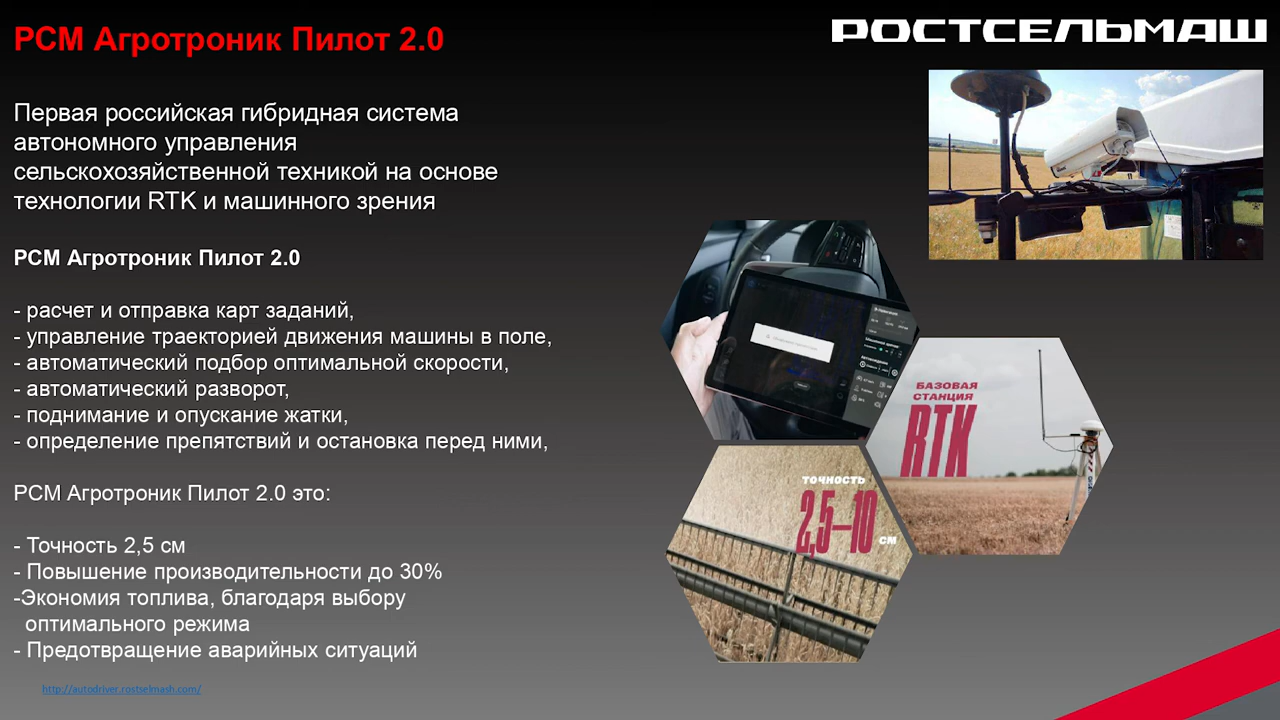 РСМ Агротроник Пилот 2.0
РОСТСЕЛЬМАШ
Первая российская гибридная система
автономного управления
сельскохозяйственной техникой на основе
технологии RTK и машинного зрения
РСМ Агротроник Пилот 2.0
- расчет и отправка карт заданий,
- управление траекторией движения машины в поле,
- автоматический подбор оптимальной скорости,
- автоматический разворот,
- поднимание и опускание жатки,
- определение препятствий и остановка перед ними,
РСМ Агротроник Пилот 2.0 это:
- Точность 2,5 см
- Повышение производительности до 30%
-Экономия топлива, благодаря выбору
оптимального режима
- Предотвращение аварийных ситуаций
http://autodriver.rostselmash.com/
БАЗОВАЯ
СТАНЦИЯ
RTK
ТОЧНОСТЬ
2,5–10
СМ